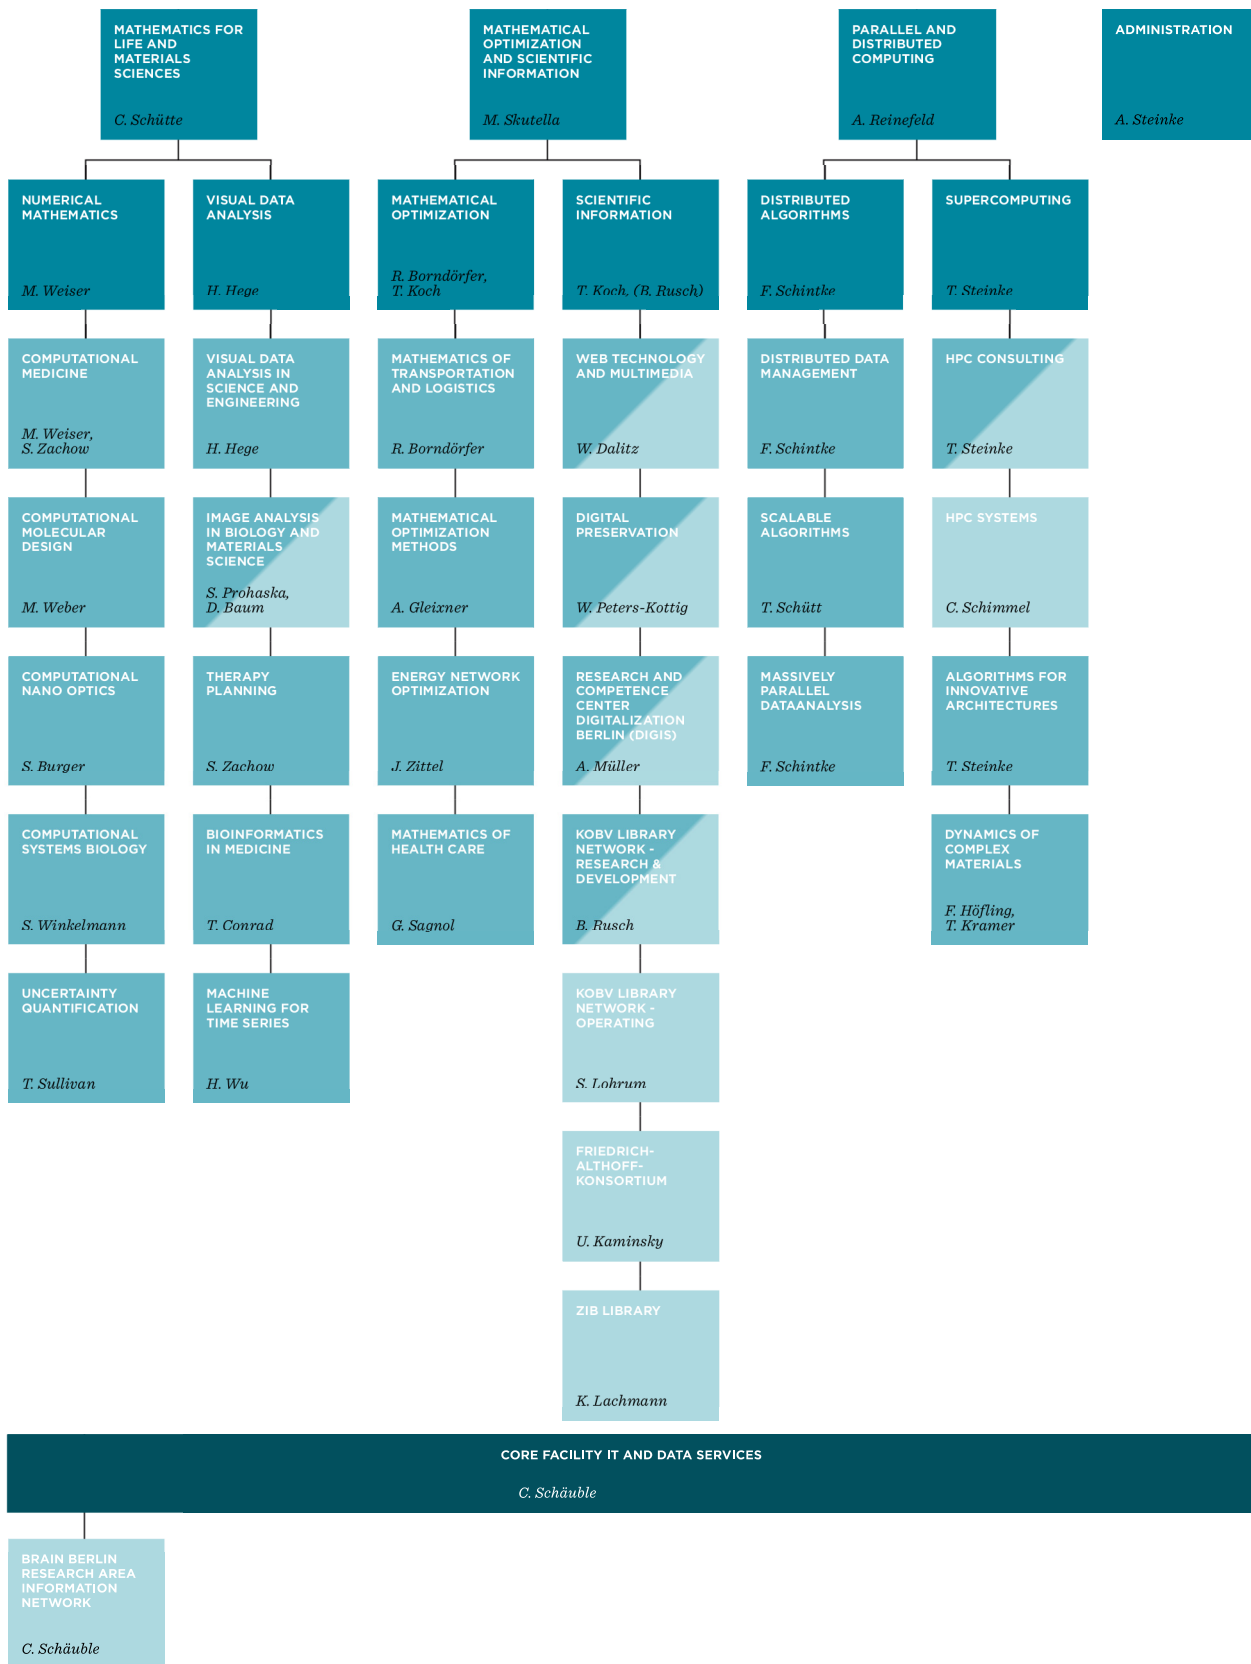 MATHEMATICS FOR
LIFE AND
MATERIALS
SCIENCES
C. Schütte
MATHEMATICAL
OPTIMIZATION
AND SCIENTIFIC
INFORMATION
M. Skutella
PARALLEL AND
DISTRIBUTED
COMPUTING
A. Reinefeld
ADMINISTRATION
A. Steinke
NUMERICAL
MATHEMATICS
M. Weiser
VISUAL DATA
ANALYSIS
H. Hege
MATHEMATICAL
OPTIMIZATION
R. Borndörfer,
T. Koch
SCIENTIFIC
INFORMATION
T. Koch, (B. Rusch)
DISTRIBUTED
ALGORITHMS
F. Schintke
SUPERCOMPUTING
T. Steinke
COMPUTATIONAL
MEDICINE
M. Weiser,
S. Zachow
VISUAL DATA
ANALYSIS IN
SCIENCE AND
ENGINEERING
H. Hege
MATHEMATICS OF
TRANSPORTATION
AND LOGISTICS
R. Borndörfer
WEB TECHNOLOGY
AND MULTIMEDIA
W. Dalitz
DISTRIBUTED DATA
MANAGEMENT
F. Schintke
HPC CONSULTING
T. Steinke
COMPUTATIONAL
MOLECULAR
DESIGN
M. Weber
IMAGE ANALYSIS
IN BIOLOGY AND
MATERIALS
SCIENCE
S. Prohaska,
D. Baum
MATHEMATICAL
OPTIMIZATION
METHODS
A. Gleixner
DIGITAL
PRESERVATION
W. Peters-Kottig
SCALABLE
ALGORITHMS
T. Schütt
HPC SYSTEMS
C. Schimmel
COMPUTATIONAL
NANO OPTICS
S. Burger
THERAPY
PLANNING
S. Zachow
ENERGY NETWORK
OPTIMIZATION
J. Zittel
RESEARCH AND
COMPETENCE
CENTER
DIGITALIZATION
BERLIN (DIGIS)
A. Müller
MASSIVELY
PARALLEL
DATAANALYSIS
F. Schintke
ALGORITHMS FOR
INNOVATIVE
ARCHITECTURES
T. Steinke
COMPUTATIONAL
SYSTEMS BIOLOGY
S. Winkelmann
BIOINFORMATICS
IN MEDICINE
T. Conrad
MATHEMATICS OF
HEALTH CARE
G. Sagnol
KOBV LIBRARY
NETWORK -
RESEARCH &
DEVELOPMENT
B. Rusch
DYNAMICS OF
COMPLEX
MATERIALS
F. Höfling,
T. Kramer
UNCERTAINTY
QUANTIFICATION
T. Sullivan
MACHINE
LEARNING FOR
TIME SERIES
H. Wu
KOBV LIBRARY
NETWORK -
OPERATING
S. Lohrum
FRIEDRICH-
ALTHOFF-
KONSORTIUM
U. Kaminsky
ZIB LIBRARY
K. Lachmann
CORE FACILITY IT AND DATA SERVICES
C. Schäuble
BRAIN BERLIN
RESEARCH AREA
INFORMATION
NETWORK
C. Schäuble